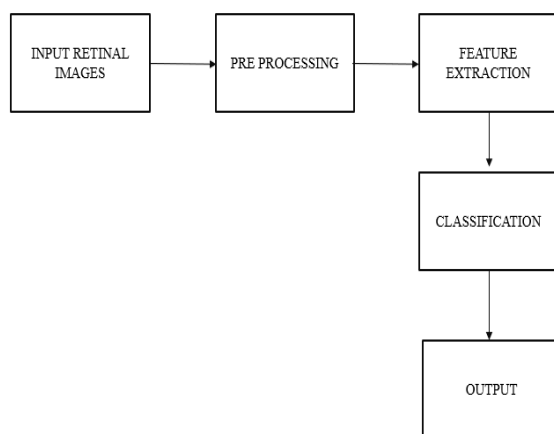 INPUT RETINAL
IMAGES
PRE PROCESSING
FEATURE
EXTRACTION
CLASSIFICATION
OUTPUT